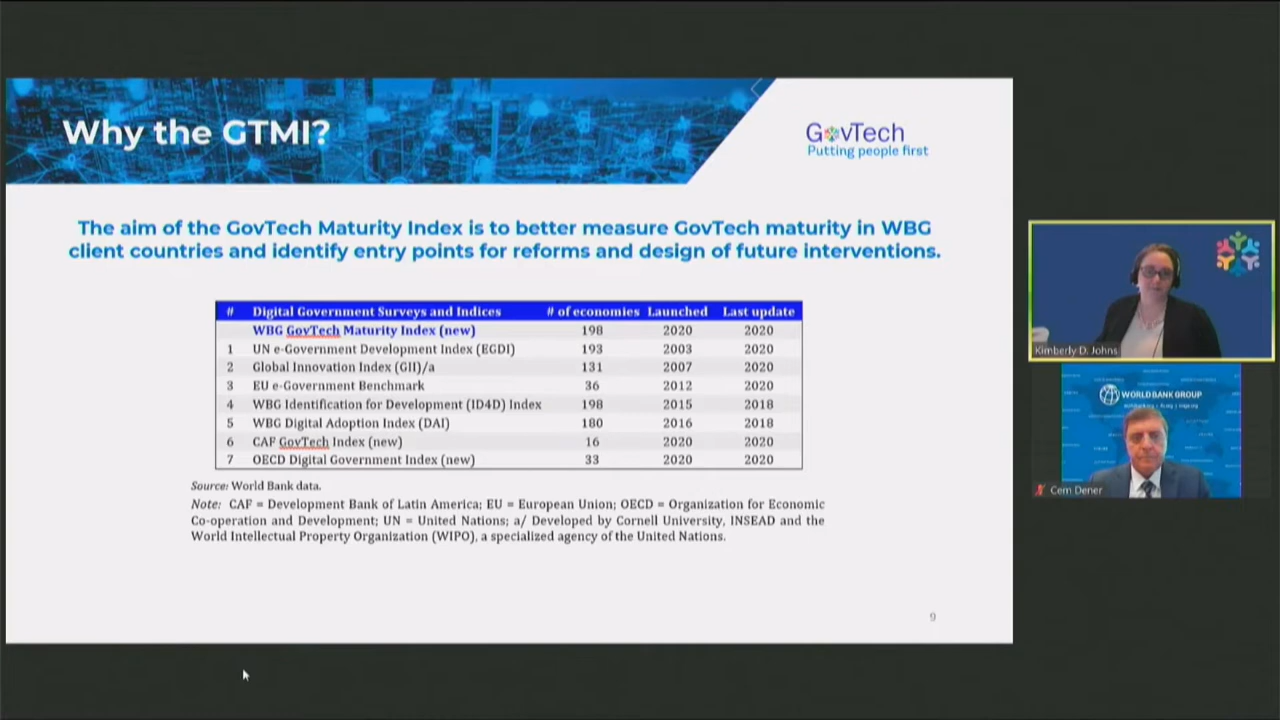 Why the GTMI?
GovTech
Putting people first
The aim of the GovTech Maturity Index is to better measure GovTech maturity in WBG
client countries and identify entry points for reforms and design of future interventions.
# Digital Government Surveys and Indices # of economies Launched Last update
WBG GovTech Maturity Index (new) 198 2020 2020
1 UN e-Government Development Index (EGDI) 193 2003 2020
2 Global Innovation Index (GII)/a 131 2007 2020
3 EU e-Government Benchmark 36 2012 2020
4 WBG Identification for Development (ID4D) Index 198 2015 2018
5 WBG Digital Adoption Index (DAI) 180 2016 2018
6 CAF GovTech Index (new) 16 2020 2020
7 OECD Digital Government Index (new) 33 2020 2020
Source: World Bank data.
Note: CAF = Development Bank of Latin America; EU = European Union; OECD = Organization for Economic
Co-operation and Development; UN = United Nations; a/ Developed by Cornell University, INSEAD and the
World Intellectual Property Organization (WIPO), a specialized agency of the United Nations.
9
Kimberly D. Johns
WORLD BANK GROUP
Cem Dener